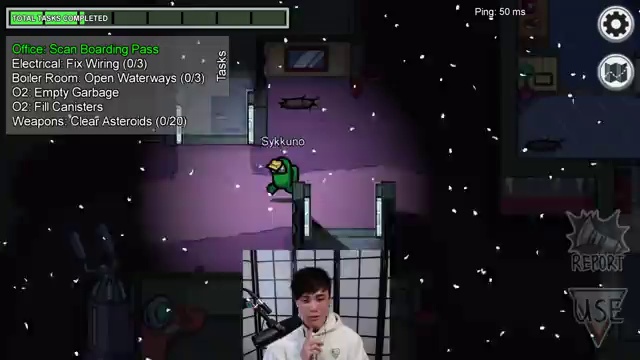 TOTAL TASKS COMPLETED
Ping: 50 ms
Office: Scan Boarding Pass
Electrical: Fix Wiring (0/3)
Boiler Room: Open Waterways (0/3)
O2: Empty Garbage
O2: Fill Canisters
Weapons: Clear Asteroids (0/20)
Tasks
Sykkuno
REPORT
USE